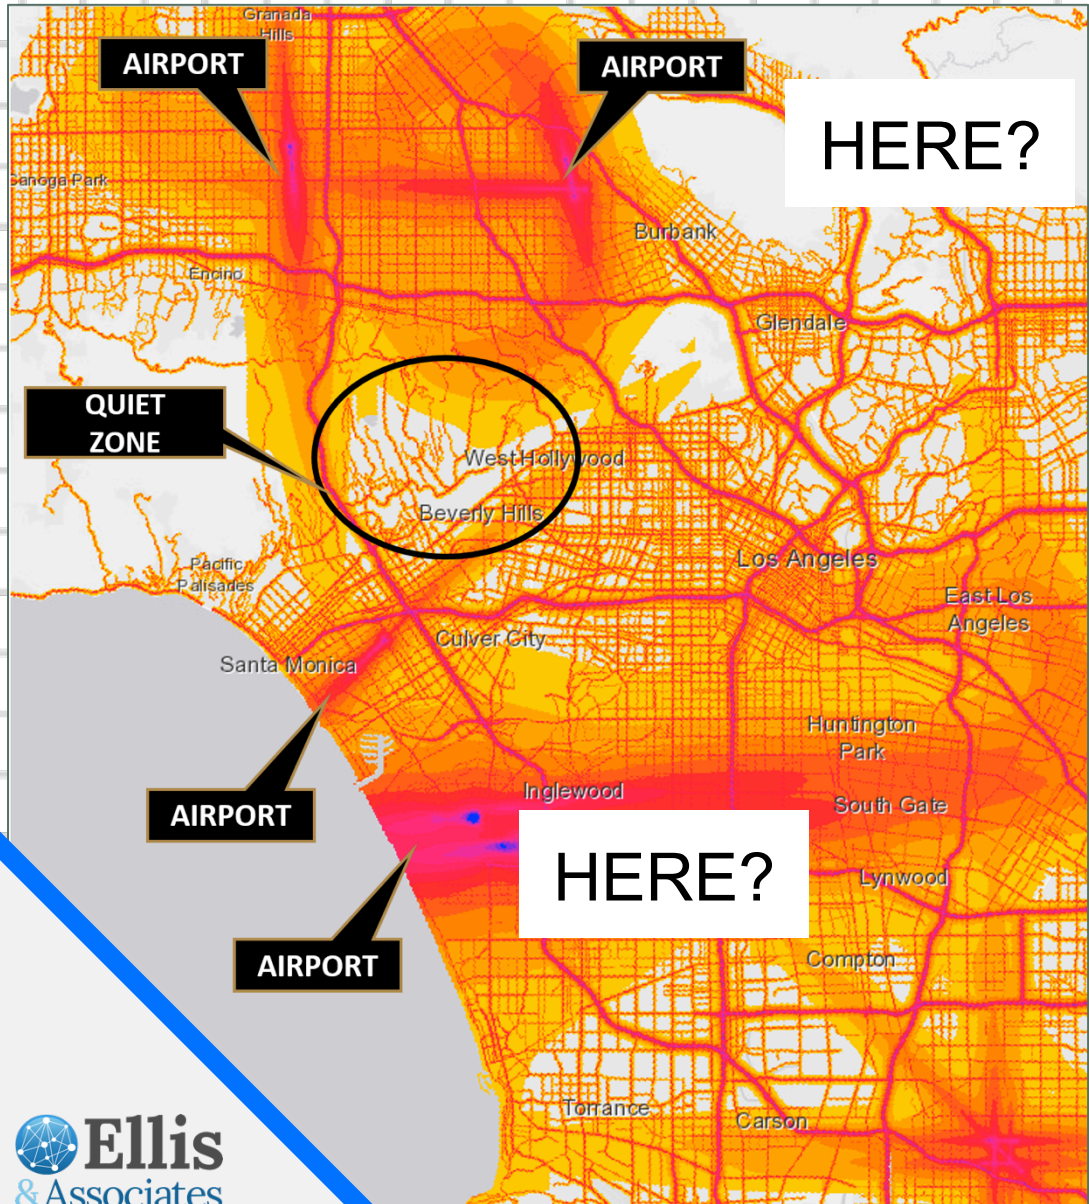 Granada
Hills
AIRPORT
AIRPORT
HERE?
anoga Park
Burbank
Encino
Glendale
QUIET
ZONE
West Hollywood
Beverly Hills
Los Angeles
Pacific
Palisades
East Los
Angeles
Culver City
Santa Monica
Huntington
Park
Inglewood
South Gate
AIRPORT
HERE?
Lynwood
AIRPORT
Compton
Torrance
Carson
Ellis
& Associates